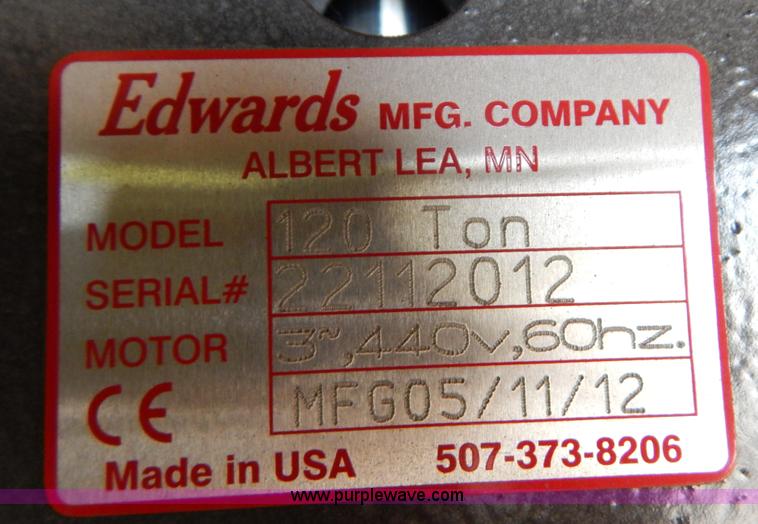 Edwards MFG. COMPANY
ALBERT LEA, MN
MODEL 120 Ton
SERIAL# 22112012
MOTOR 3~,440v,60hz.
CE MFG05/11/12
Made in USA 507-373-8206
www.purplewave.com